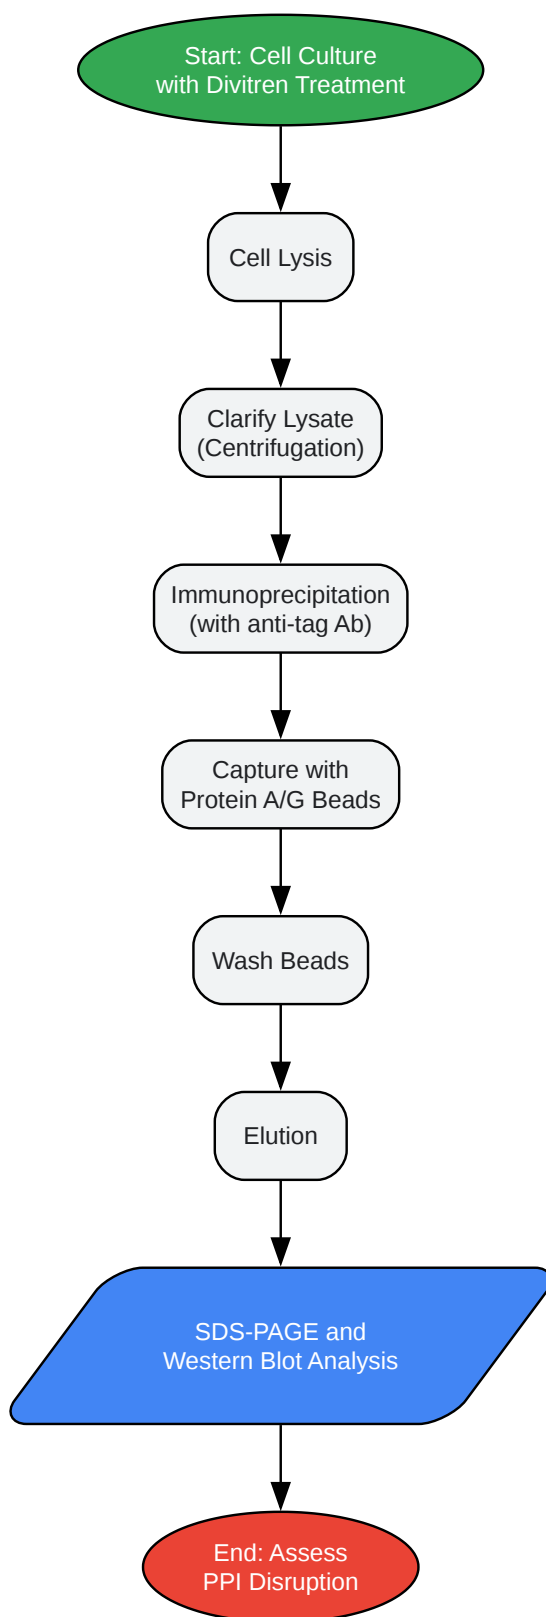 Start: Cell Culture
with Divitren Treatment
Cell Lysis
Clarify Lysate
(Centrifugation)
Immunoprecipitation
(with anti-tag Ab)
Capture with
Protein A/G Beads
Wash Beads
Elution
SDS-PAGE and
Western Blot Analysis
End: Assess
PPI Disruption